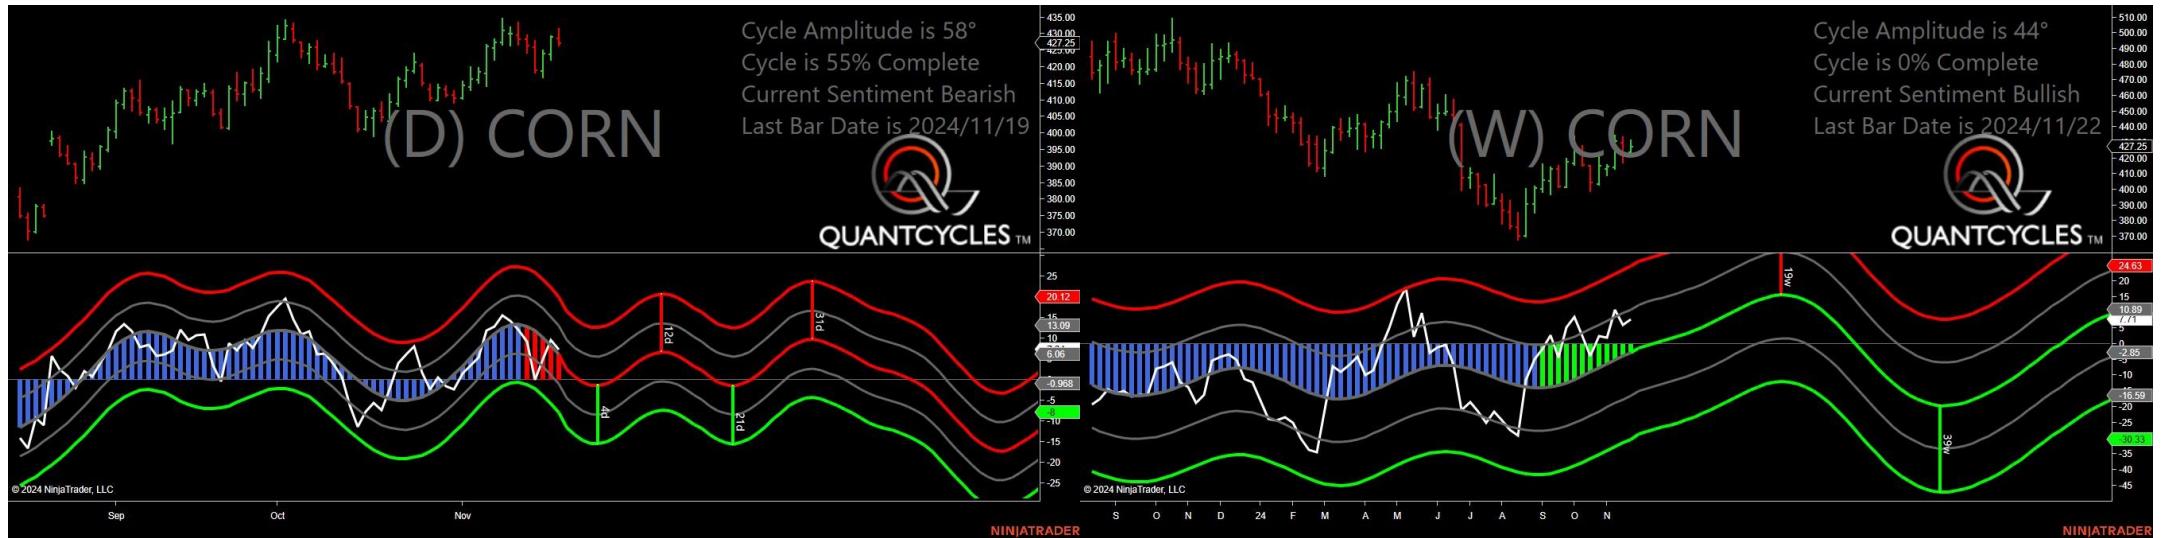 Cycle Amplitude is 58°
Cycle is 55% Complete
Current Sentiment Bearish
Last Bar Date is 2024/11/19
(D) CORN
QUANTCYCLES TM
435.00
430.00
427.25
425.00
420.00
415.00
410.00
405.00
400.00
395.00
390.00
385.00
380.00
375.00
370.00
25
20.12
15
13.09
10
6.06
-0.968
-5
-8
-10
-15
-20
-25
12d
31d
4d
21d
© 2024 NinjaTrader, LLC
Sep
Oct
Nov
NINJATRADER
Cycle Amplitude is 44°
Cycle is 0% Complete
Current Sentiment Bullish
Last Bar Date is 2024/11/22
(W) CORN
QUANTCYCLES TM
510.00
500.00
490.00
480.00
470.00
460.00
450.00
440.00
427.25
420.00
410.00
400.00
390.00
380.00
370.00
24.63
20
15
10.89
7.71
5
0
-2.85
-10
-16.59
-20
-25
-30.33
-35
-40
-45
19w
39w
© 2024 NinjaTrader, LLC
S O N D 24 F M A M J J A S O N
NINJATRADER